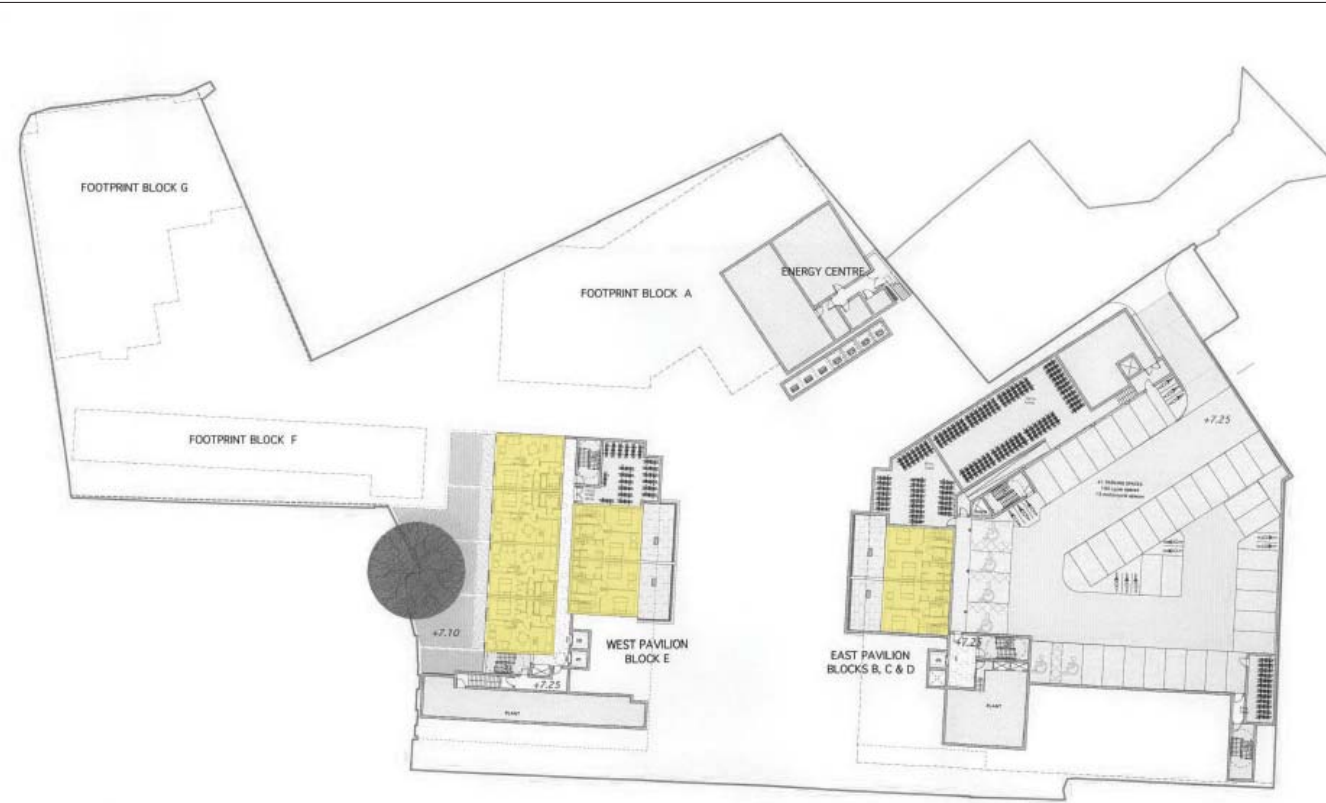 FOOTPRINT BLOCK G
ENERGY CENTRE
FOOTPRINT BLOCK A
+7.25
FOOTPRINT BLOCK F
+7.10
WEST PAVILION
BLOCK E
+7.25
PLANT
+7.25
EAST PAVILION
BLOCKS B, C & D
PLANT